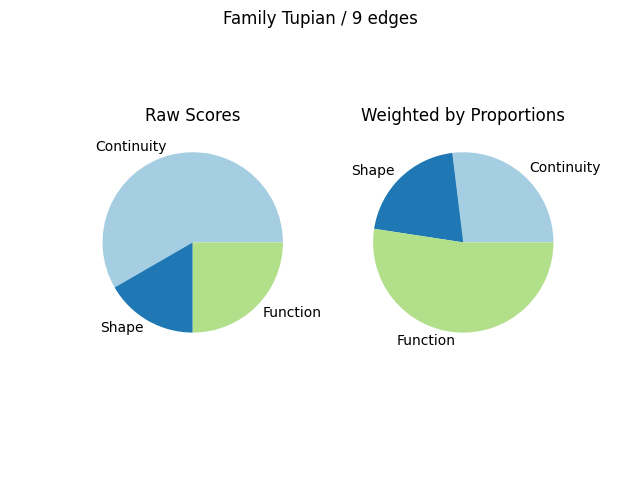 Family Tupian / 9 edges
Raw Scores
Continuity
Shape
Function
Weighted by Proportions
Continuity
Shape
Function